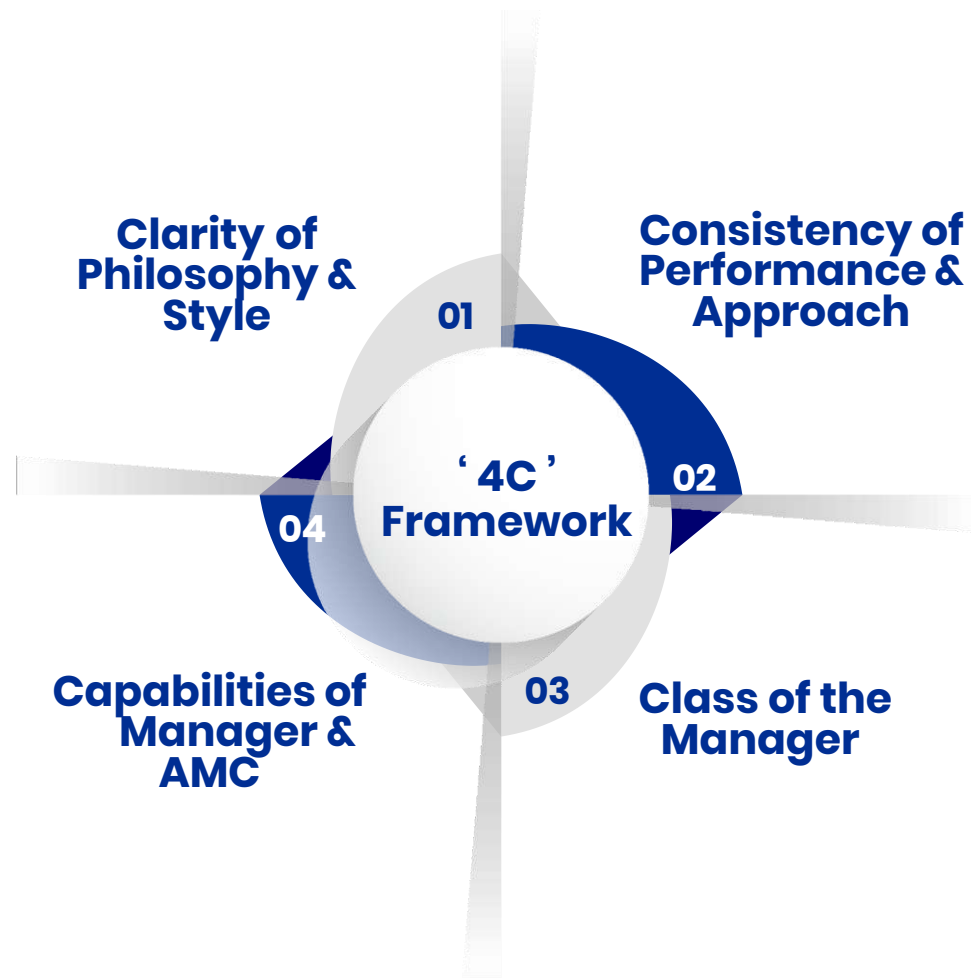 Clarity of
Philosophy &
Style
01
Consistency of
Performance &
Approach
02
‘ 4C ’
Framework
04
Capabilities of
Manager &
AMC
03
Class of the
Manager